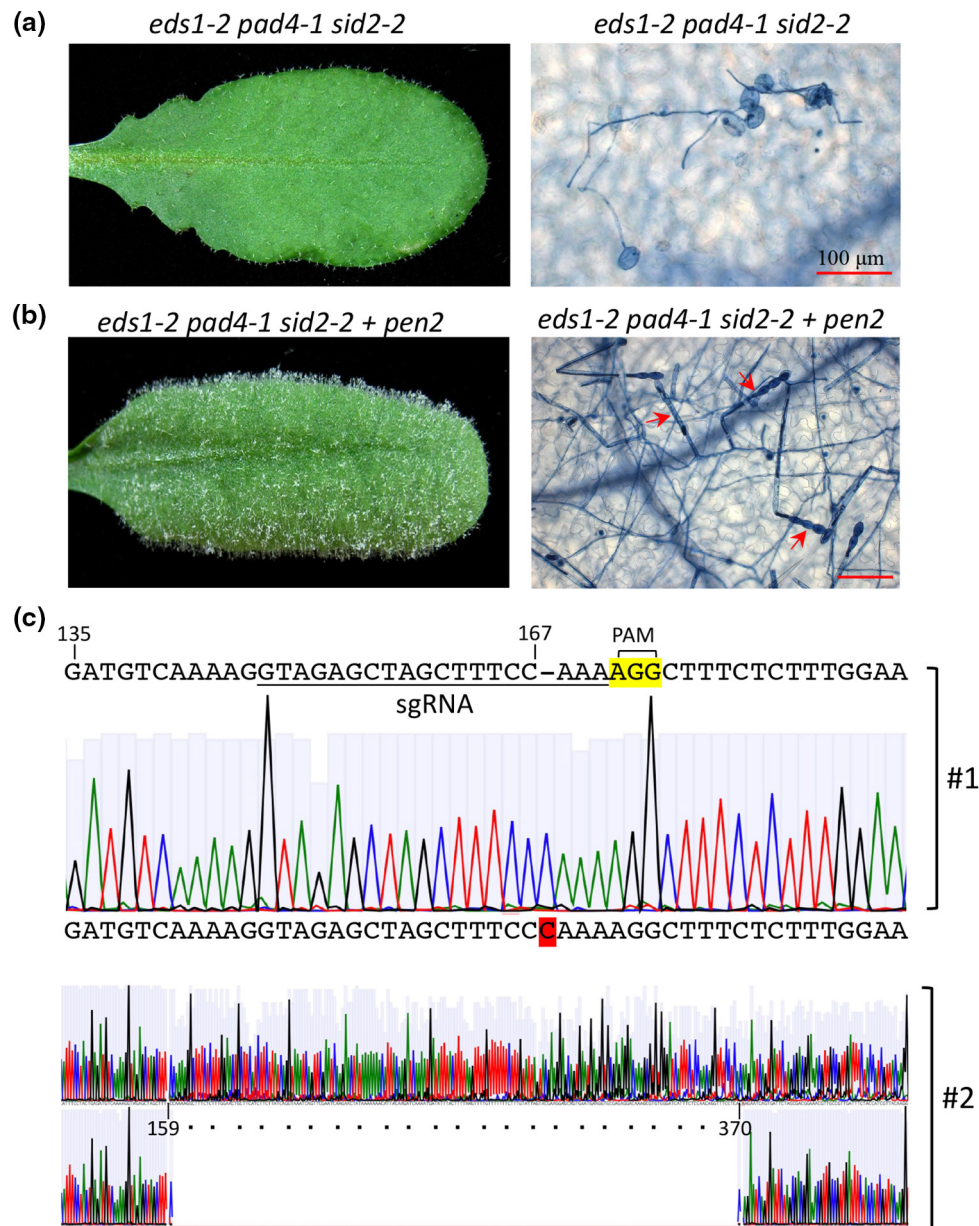 (a)
eds1-2 pad4-1 sid2-2
eds1-2 pad4-1 sid2-2
100 μm
(b)
eds1-2 pad4-1 sid2-2 + pen2
eds1-2 pad4-1 sid2-2 + pen2
(c)
135
167
PAM
GATGTCAAAAGGTAGAGCTAGCTTTCC-AAAAGGCTTTCTCTTTGGAA
sgRNA
#1
GATGTCAAAAGGTAGAGCTAGCTTTCCCAAAAGGCTTTCTCTTTGGAA
#2
159
370